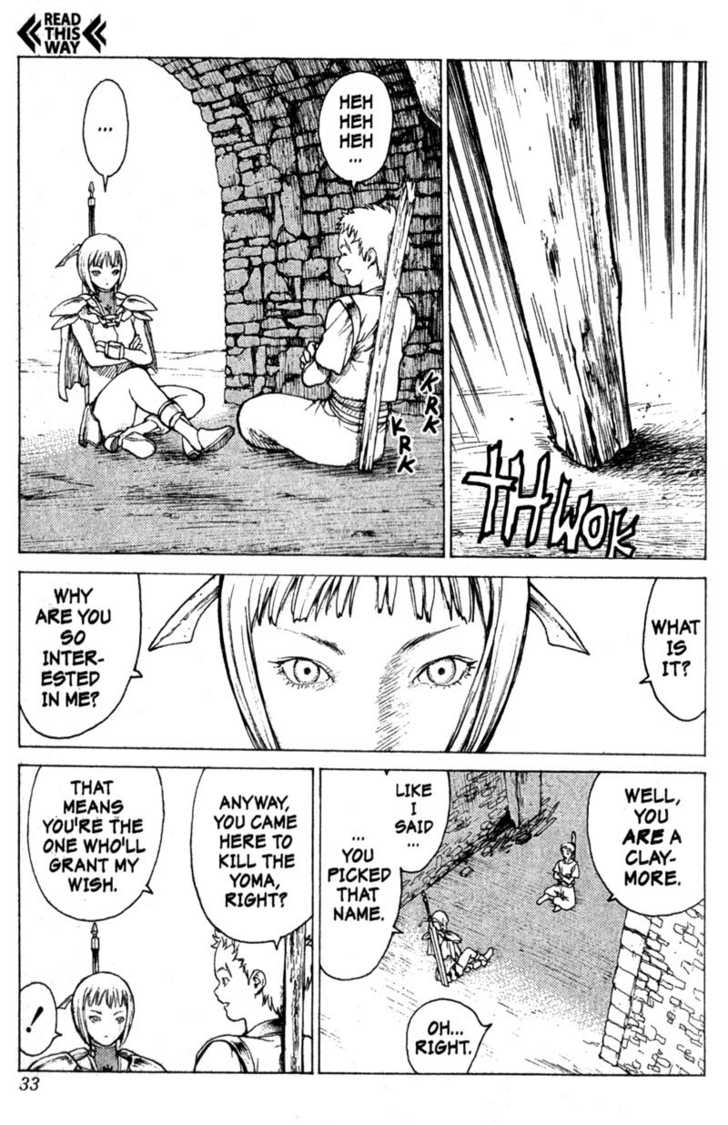 READ
THIS
WAY
THWOK
HEH
HEH
HEH
...
KRK
KRK
...
WHAT
IS
IT?
WHY
ARE YOU
SO
INTER-
ESTED
IN ME?
WELL,
YOU
ARE A
CLAY-
MORE.
LIKE
I
SAID
...
...
YOU
PICKED
THAT
NAME.
OH...
RIGHT.
ANYWAY,
YOU CAME
HERE TO
KILL THE
YOMA,
RIGHT?
THAT
MEANS
YOU'RE THE
ONE WHO'LL
GRANT MY
WISH.
!
33